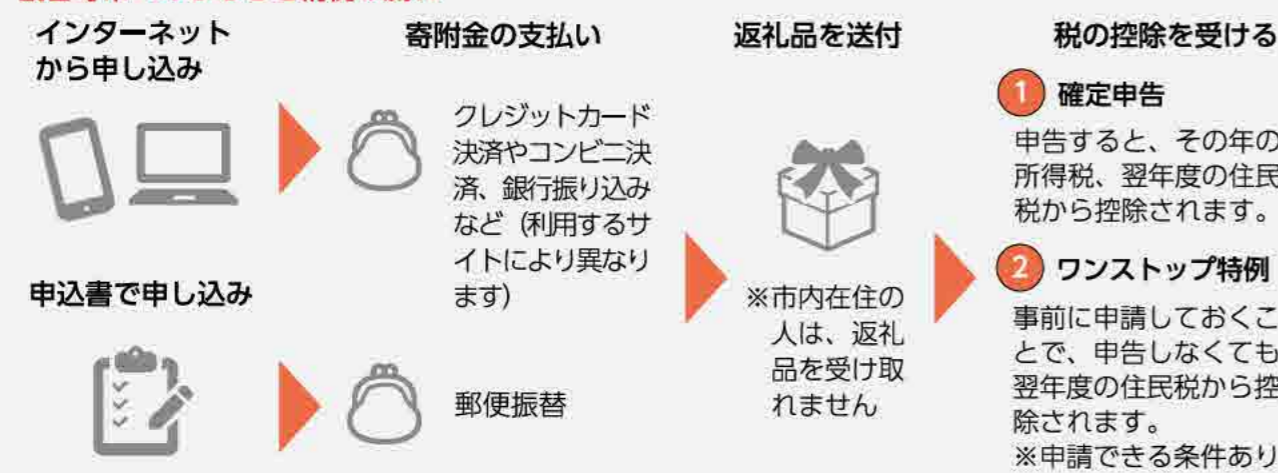 インターネット
から申し込み
寄附金の支払い
クレジットカード
決済やコンビニ決
済、銀行振り込み
など（利用するサ
イトにより異なり
ます）
申込書で申し込み
郵便振替
返礼品を送付
※市内在住の
人は、返礼
品を受け取
れません
税の控除を受ける
1 確定申告
申告すると、その年の
所得税、翌年度の住民
税から控除されます。
2 ワンストップ特例
事前に申請しておくこ
とで、申告しなくても
翌年度の住民税から控
除されます。
※申請できる条件あり